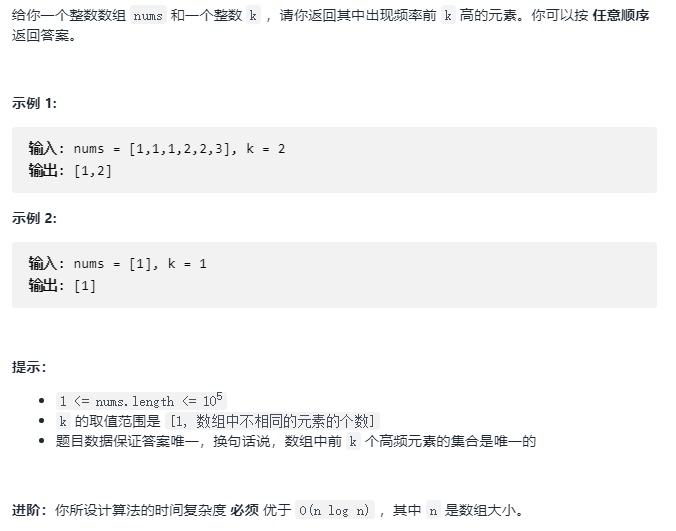 给你一个整数数组 nums 和一个整数 k ，请你返回其中出现频率前 k 高的元素。你可以按 任意顺序
返回答案。
示例 1:
输入: nums = [1,1,1,2,2,3], k = 2
输出: [1,2]
示例 2:
输入: nums = [1], k = 1
输出: [1]
提示：
1 <= nums.length <= 10⁵
k 的取值范围是 [1, 数组中不相同的元素的个数]
题目数据保证答案唯一，换句话说，数组中前 k 个高频元素的集合是唯一的
进阶：你所设计算法的时间复杂度 必须 优于 O(n log n) ，其中 n 是数组大小。